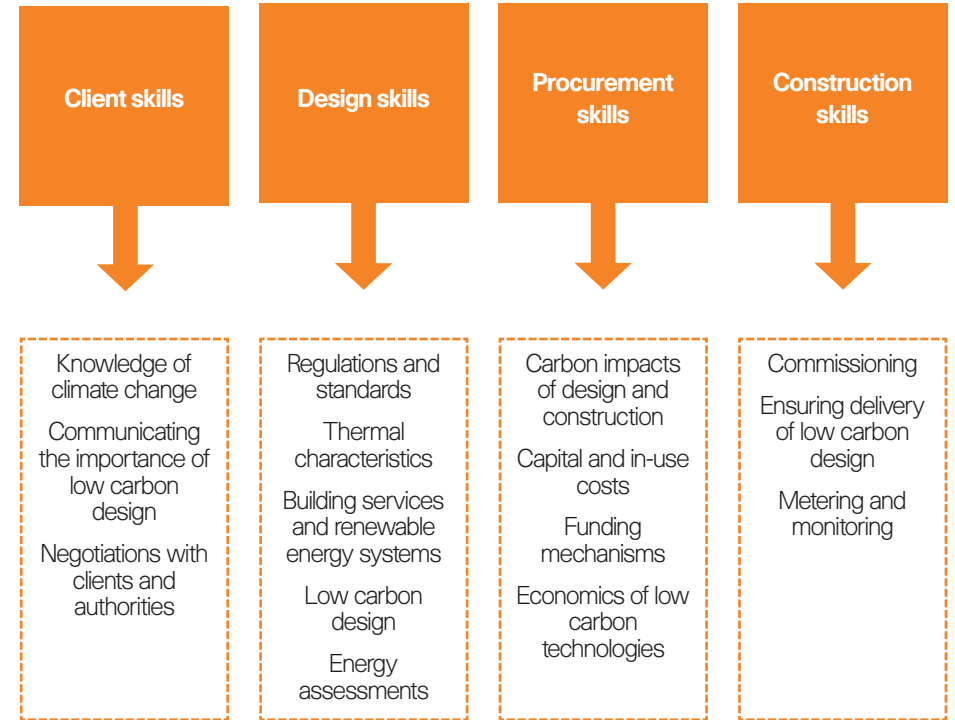 Client skills
Design skills
Procurement
skills
Construction
skills
Knowledge of
climate change
Communicating
the importance of
low carbon
design
Negotiations with
clients and
authorities
Regulations and
standards
Thermal
characteristics
Building services
and renewable
energy systems
Low carbon
design
Energy
assessments
Carbon impacts
of design and
construction
Capital and in-use
costs
Funding
mechanisms
Economics of low
carbon
technologies
Commissioning
Ensuring delivery
of low carbon
design
Metering and
monitoring